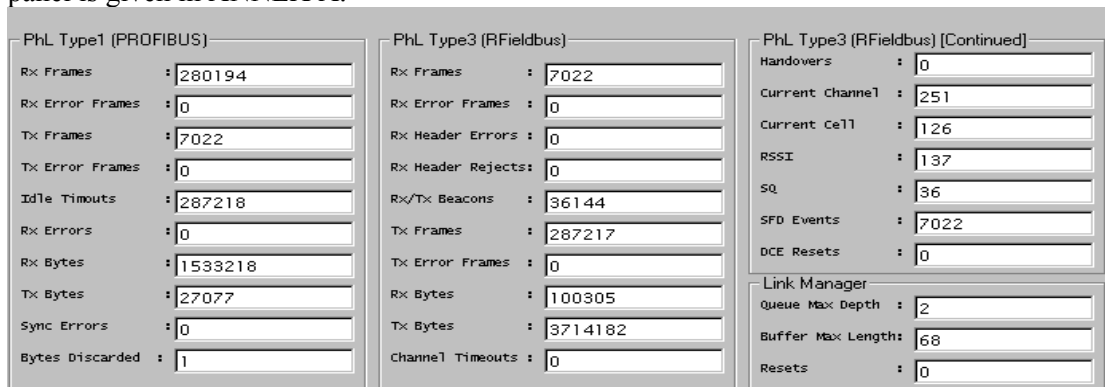 PhL Type1 (PROFIBUS)
Rx Frames : 280194
Rx Error Frames : 0
Tx Frames : 7022
Tx Error Frames : 0
Idle Timouts : 287218
Rx Errors : 0
Rx Bytes : 1533218
Tx Bytes : 27077
Sync Errors : 0
Bytes Discarded : 1
PhL Type3 (RFieldbus)
Rx Frames : 7022
Rx Error Frames : 0
Rx Header Errors : 0
Rx Header Rejects: 0
Rx/Tx Beacons : 36144
Tx Frames : 287217
Tx Error Frames : 0
Rx Bytes : 100305
Tx Bytes : 3714182
Channel Timeouts : 0
PhL Type3 (RFieldbus) [Continued]
Handovers : 0
Current Channel : 251
Current Cell : 126
RSSI : 137
SQ : 36
SFD Events : 7022
DCE Resets : 0
Link Manager
Queue Max Depth : 2
Buffer Max Length: 68
Resets : 0